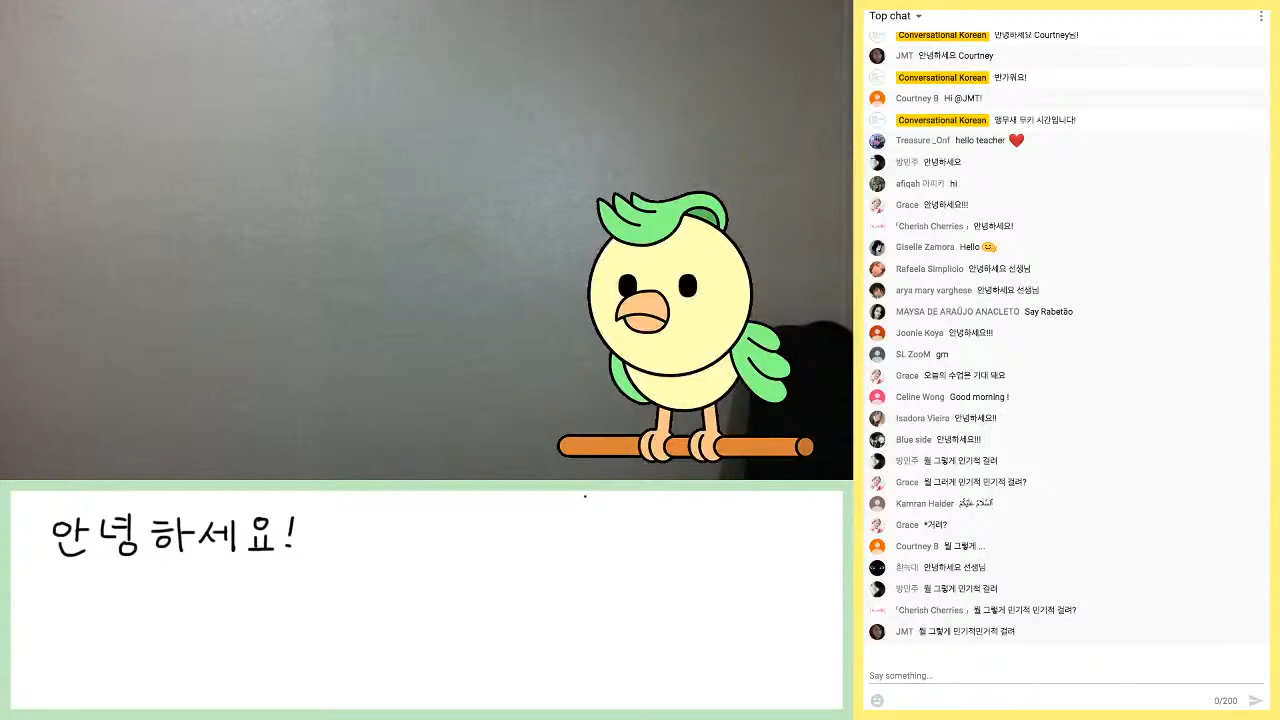 안녕하세요!
Top chat
Conversational Korean 안녕하세요 Courtney님!
JMT 안녕하세요 Courtney
Conversational Korean 반가워요!
Courtney B Hi @JMT!
Conversational Korean 앵무새 무키 시간입니다!
Treasure _Onf hello teacher
방민주 안녕하세요
afiqah 아피카 hi
Grace 안녕하세요!!!
「Cherish Cherries 」 안녕하세요!
Giselle Zamora Hello
Rafaela Simplicio 안녕하세요 선생님
arya mary varghese 안녕하세요 선생님
MAYSA DE ARAÚJO ANACLETO Say Rabetão
Joonie Koya 안녕하세요!!!
SL ZooM gm
Grace 오늘의 수업은 기대 돼요
Celine Wong Good morning !
Isadora Vieira 안녕하세요!!
Blue side 안녕하세요!!!
방민주 뭘 그렇게 민기적 걸려
Grace 뭘 그러게 민기적 민기적 걸려?
Kamran Haider ٱلسَّلَامُ عَلَيْكُمْ
Grace *거려?
Courtney B 뭘 그렇게 ...
흰늑대 안녕하세요 선생님
방민주 뭘 그렇게 민기적 걸려
「Cherish Cherries 」 뭘 그렇게 민기적 민기적 걸려?
JMT 뭘 그렇게 민기적민거적 걸려
Say something...
0/200